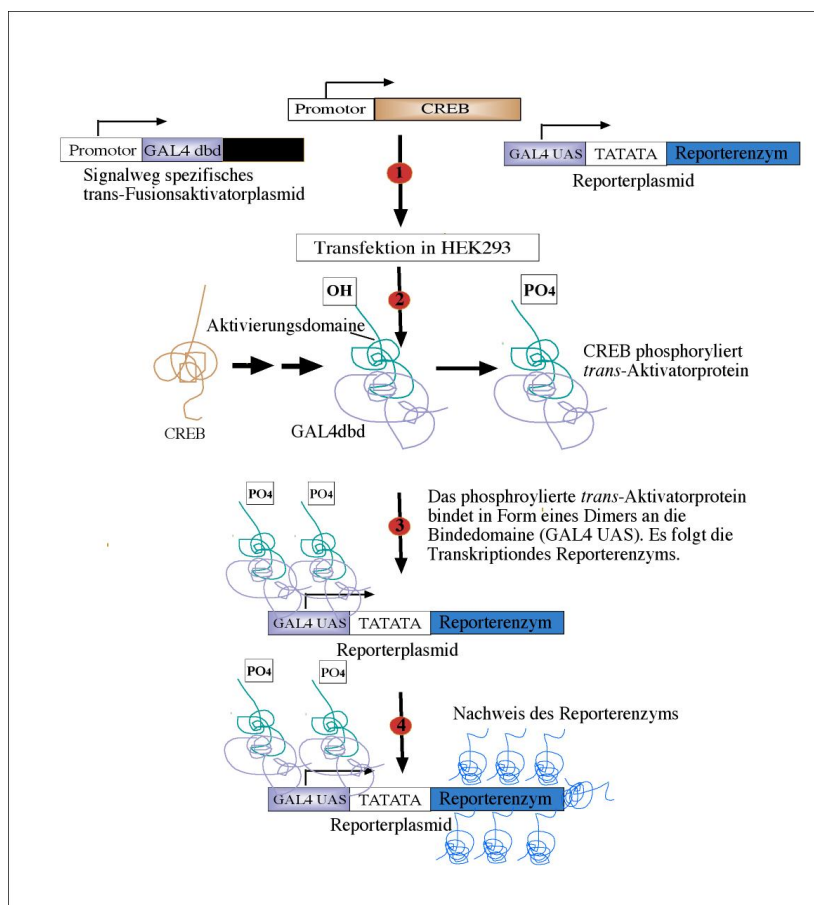 Promotor CREB
Promotor GAL4 dbd
Signalweg spezifisches
trans-Fusionsaktivatorplasmid
GAL4 UAS TATATA Reporterenzym
Reporterplasmid
1
Transfektion in HEK293
2
OH
PO4
Aktivierungsdomaine
CREB phosphoryliert
trans-Aktivatorprotein
CREB
GAL4dbd
PO4 PO4
3
Das phosphroylierte trans-Aktivatorprotein
bindet in Form eines Dimers an die
Bindedomaine (GAL4 UAS). Es folgt die
Transkriptiondes Reporterenzyms.
GAL4 UAS TATATA Reporterenzym
Reporterplasmid
PO4 PO4
4
Nachweis des Reporterenzyms
GAL4 UAS TATATA Reporterenzym
Reporterplasmid